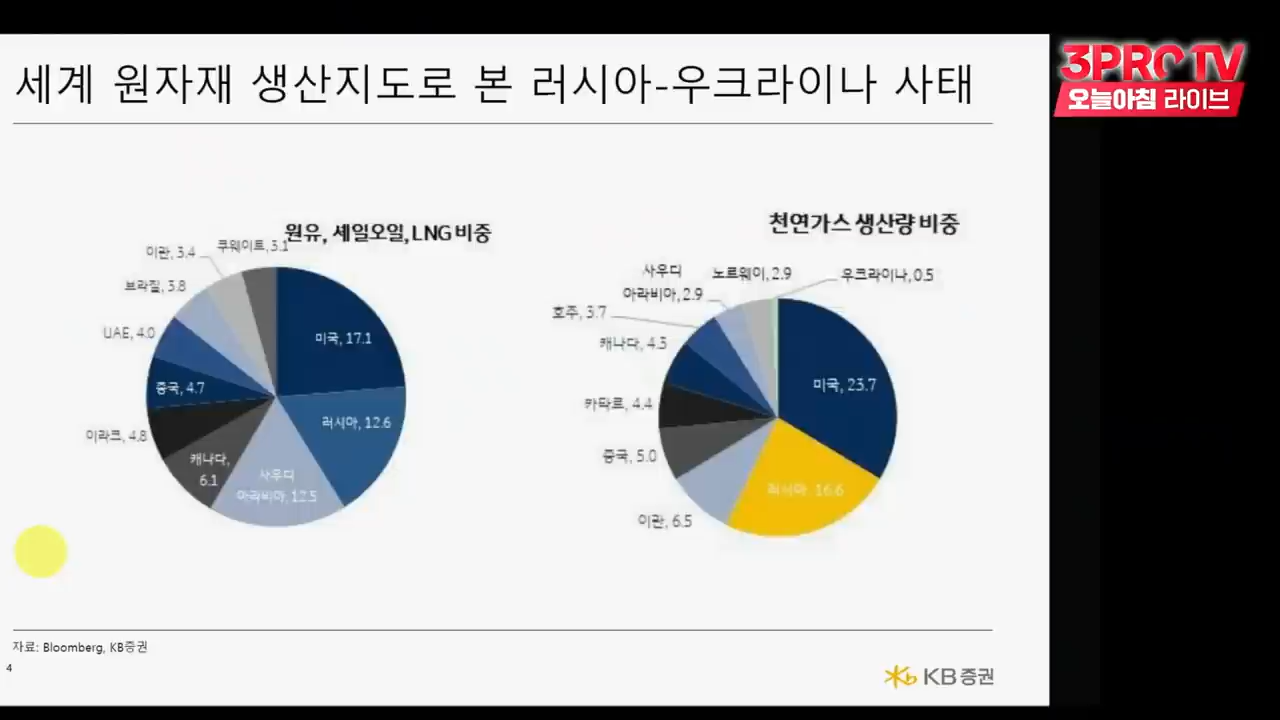 세계 원자재 생산지도로 본 러시아-우크라이나 사태
3PRO TV
오늘아침 라이브
원유, 셰일오일, LNG 비중
쿠웨이트, 3.1
이란, 3.4
브라질, 3.8
UAE, 4.0
중국, 4.7
이라크, 4.8
캐나다,
6.1
사우디
아라비아, 12.5
러시아, 12.6
미국, 17.1
천연가스 생산량 비중
우크라이나, 0.5
노르웨이, 2.9
사우디
아라비아, 2.9
호주, 3.7
캐나다, 4.3
카타르, 4.4
중국, 5.0
이란, 6.5
러시아, 16.6
미국, 23.7
자료: Bloomberg, KB증권
4
KB증권